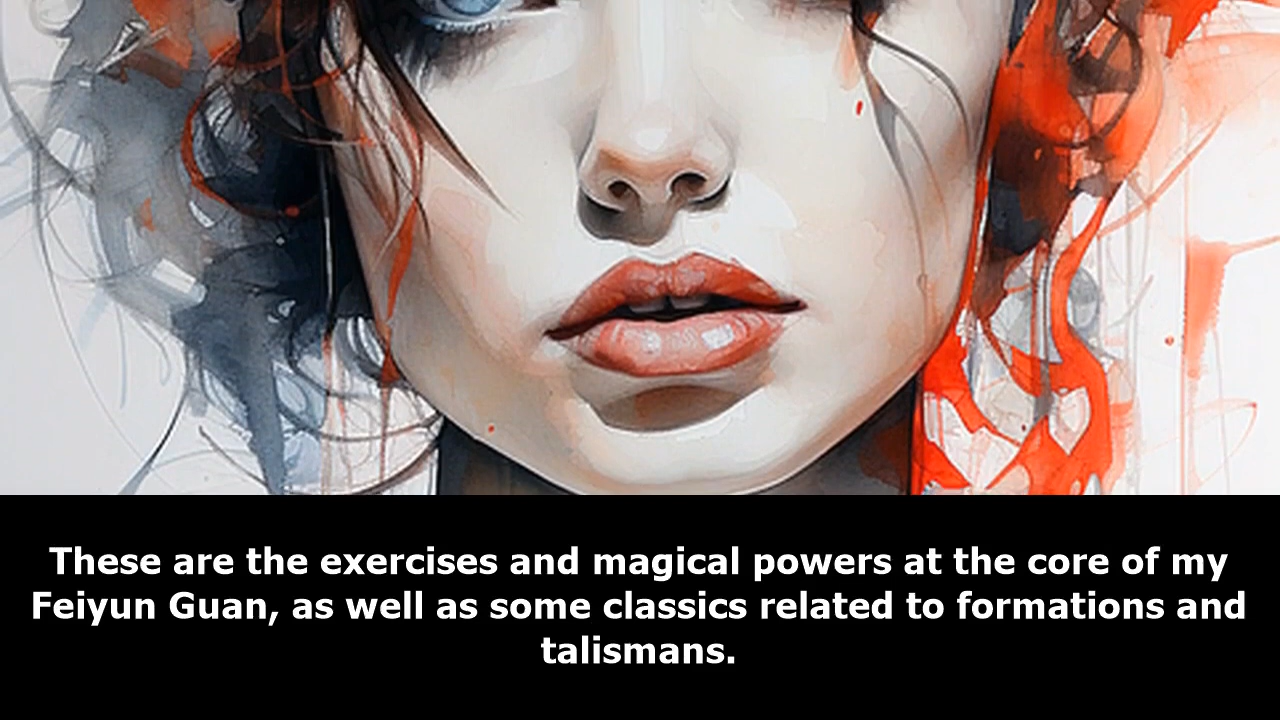 These are the exercises and magical powers at the core of my
Feiyun Guan, as well as some classics related to formations and
talismans.